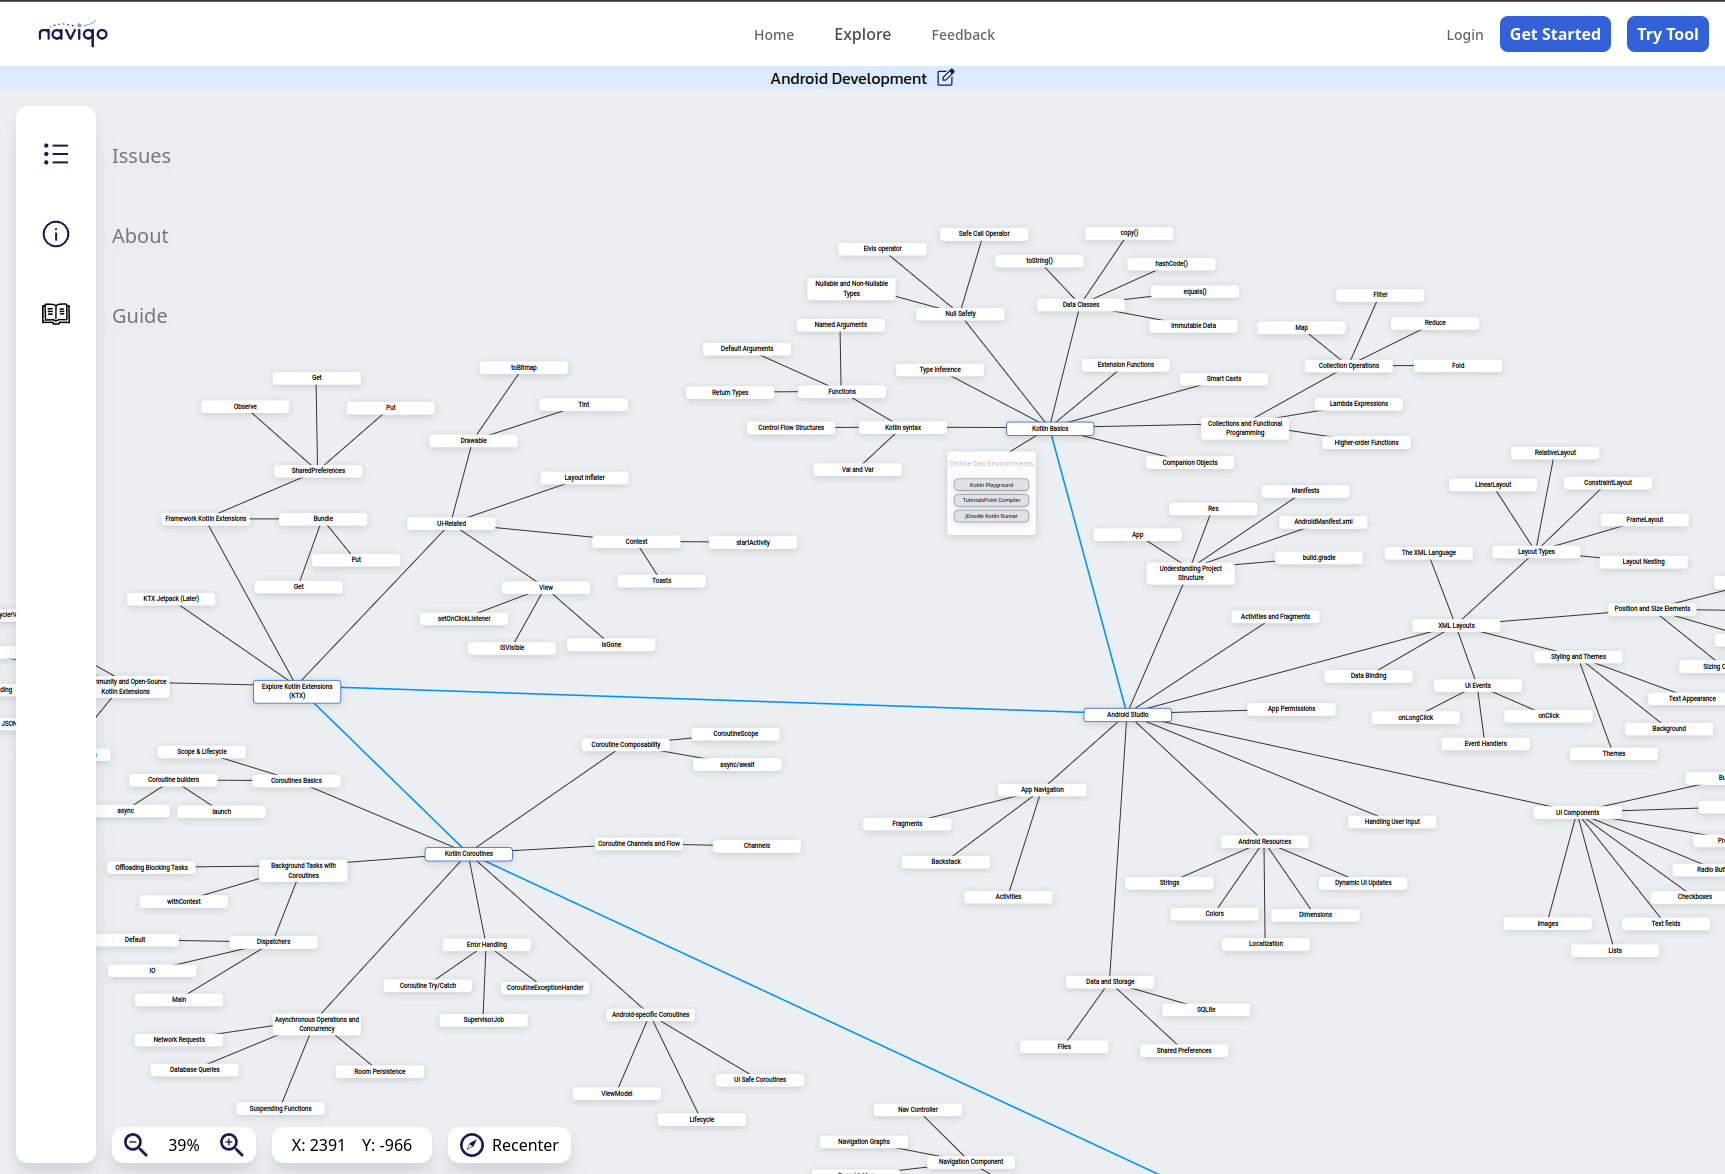 naviqo
Home
Explore
Feedback
Login
Get Started
Try Tool
Android Development
Issues
About
Guide
copy()
Safe Call Operator
Elvis operator
toString()
hashCode()
Nullable and Non-Nullable
Types
equals()
Data Classes
Null Safety
Immutable Data
Filter
Named Arguments
Map
Reduce
Default Arguments
Type Inference
Extension Functions
Collection Operations
Fold
Smart Casts
Return Types
Functions
Lambda Expressions
Control Flow Structures
Kotlin syntax
Kotlin Basics
Collections and Functional
Programming
Higher-order Functions
Val and Var
Companion Objects
Online Dev Environments
Kotlin Playground
TutorialsPoint Compiler
jDoodle Kotlin Runner
toBitmap
Get
Observe
Put
Tint
Drawable
SharedPreferences
Layout Inflater
Framework Kotlin Extensions
Bundle
UI-Related
Context
startActivity
Put
Get
Toasts
View
KTX Jetpack (Later)
setOnClickListener
ISVisible
IsGone
Explore Kotlin Extensions
(KTX)
munity and Open-Source
Kotlin Extensions
yclerV
ding
JSON
RelativeLayout
LinearLayout
ConstraintLayout
Manifests
Res
AndroidManifest.xml
FrameLayout
App
build.gradle
The XML Language
Layout Types
Layout Nesting
Understanding Project
Structure
Activities and Fragments
XML Layouts
Position and Size Elements
Styling and Themes
Sizing C
Data Binding
UI Events
Text Appearance
App Permissions
Android Studio
onLongClick
onClick
Background
Event Handlers
Themes
Scope & Lifecycle
Coroutine builders
Coroutines Basics
async
launch
Coroutine Composability
CoroutineScope
async/await
Kotlin Coroutines
Coroutine Channels and Flow
Channels
Offloading Blocking Tasks
Background Tasks with
Coroutines
withContext
Default
Dispatchers
IO
Main
Error Handling
Coroutine Try/Catch
CoroutineExceptionHandler
SupervisorJob
Android-specific Coroutines
Asynchronous Operations and
Concurrency
Network Requests
Database Queries
Room Persistence
Suspending Functions
ViewModel
UI Safe Coroutines
Lifecycle
App Navigation
Fragments
Backstack
Activities
Bu
UI Components
Handling User Input
Android Resources
Pr
Radio But
Strings
Dynamic UI Updates
Checkboxes
Colors
Dimensions
Images
Text fields
Localization
Lists
Data and Storage
SQLite
Files
Shared Preferences
Nav Controller
Navigation Graphs
Navigation Component
39%
X: 2391 Y: -966
Recenter